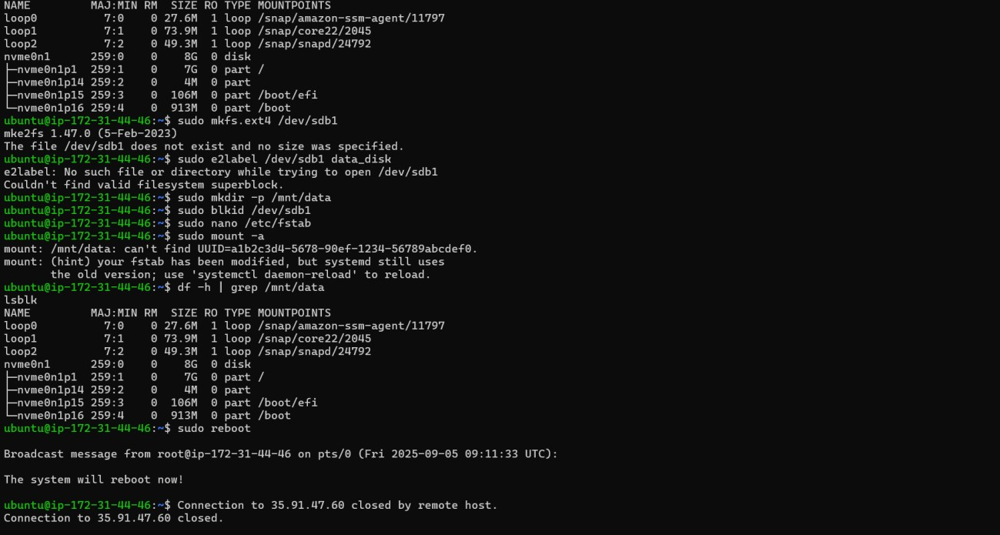 NAME         MAJ:MIN RM  SIZE RO TYPE MOUNTPOINTS
loop0          7:0    0 27.6M  1 loop /snap/amazon-ssm-agent/11797
loop1          7:1    0 73.9M  1 loop /snap/core22/2045
loop2          7:2    0 49.3M  1 loop /snap/snapd/24792
nvme0n1      259:0    0    8G  0 disk
├─nvme0n1p1  259:1    0    7G  0 part /
├─nvme0n1p14 259:2    0    4M  0 part
├─nvme0n1p15 259:3    0  106M  0 part /boot/efi
└─nvme0n1p16 259:4    0  913M  0 part /boot
ubuntu@ip-172-31-44-46:~$ sudo mkfs.ext4 /dev/sdb1
mke2fs 1.47.0 (5-Feb-2023)
The file /dev/sdb1 does not exist and no size was specified.
ubuntu@ip-172-31-44-46:~$ sudo e2label /dev/sdb1 data_disk
e2label: No such file or directory while trying to open /dev/sdb1
Couldn't find valid filesystem superblock.
ubuntu@ip-172-31-44-46:~$ sudo mkdir -p /mnt/data
ubuntu@ip-172-31-44-46:~$ sudo blkid /dev/sdb1
ubuntu@ip-172-31-44-46:~$ sudo nano /etc/fstab
ubuntu@ip-172-31-44-46:~$ sudo mount -a
mount: /mnt/data: can't find UUID=a1b2c3d4-5678-90ef-1234-56789abcdef0.
mount: (hint) your fstab has been modified, but systemd still uses
       the old version; use 'systemctl daemon-reload' to reload.
ubuntu@ip-172-31-44-46:~$ df -h | grep /mnt/data
lsblk
NAME         MAJ:MIN RM  SIZE RO TYPE MOUNTPOINTS
loop0          7:0    0 27.6M  1 loop /snap/amazon-ssm-agent/11797
loop1          7:1    0 73.9M  1 loop /snap/core22/2045
loop2          7:2    0 49.3M  1 loop /snap/snapd/24792
nvme0n1      259:0    0    8G  0 disk
├─nvme0n1p1  259:1    0    7G  0 part /
├─nvme0n1p14 259:2    0    4M  0 part
├─nvme0n1p15 259:3    0  106M  0 part /boot/efi
└─nvme0n1p16 259:4    0  913M  0 part /boot
ubuntu@ip-172-31-44-46:~$ sudo reboot
Broadcast message from root@ip-172-31-44-46 on pts/0 (Fri 2025-09-05 09:11:33 UTC):
The system will reboot now!
ubuntu@ip-172-31-44-46:~$ Connection to 35.91.47.60 closed by remote host.
Connection to 35.91.47.60 closed.